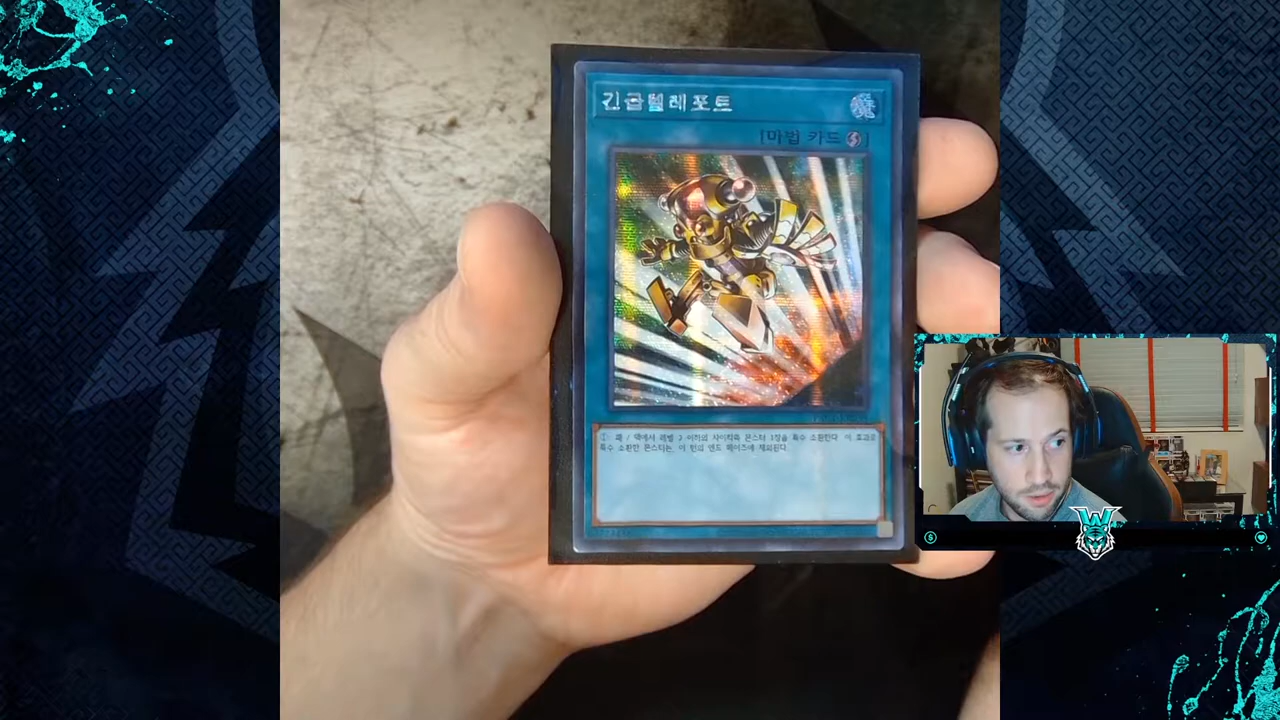 긴급텔레포트
魔
[마법 카드]
①: 패 / 덱에서 레벨 3 이하의 사이킥족 몬스터 1장을 특수 소환한다. 이 효과로
특수 소환한 몬스터는, 이 턴의 엔드 페이즈에 제외된다.
W